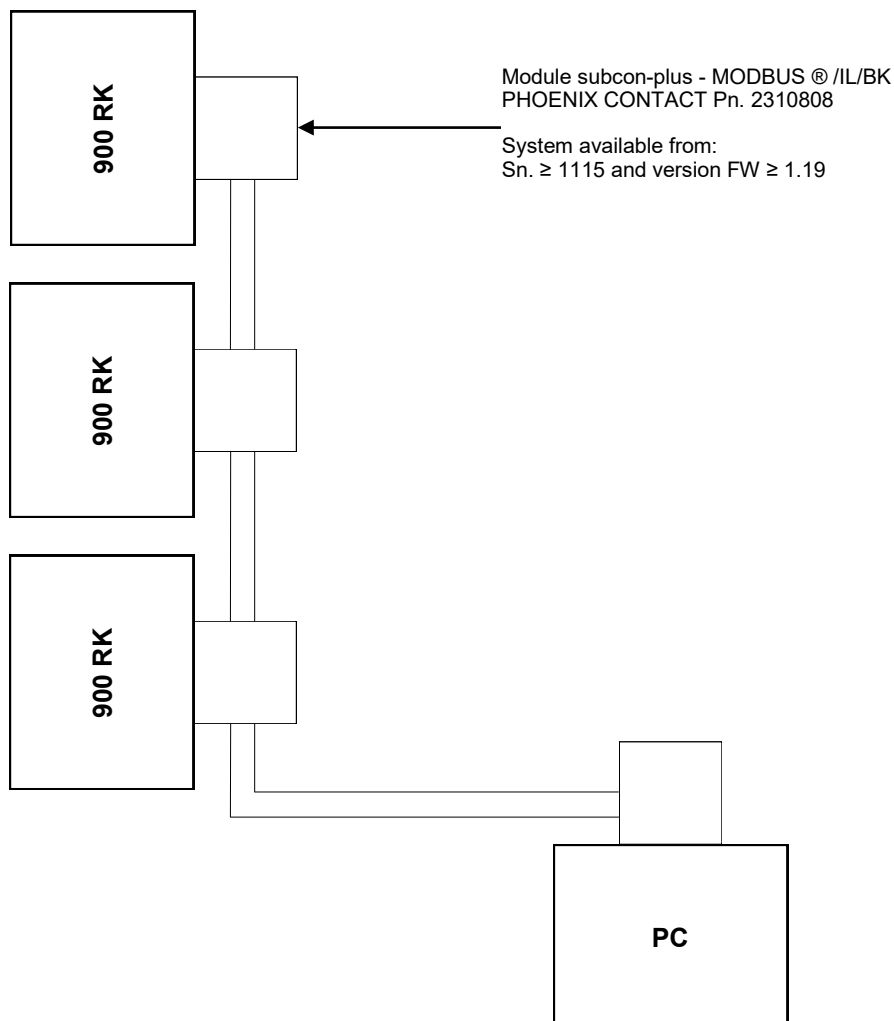 900 RK
Module subcon-plus - MODBUS ® /IL/BK
PHOENIX CONTACT Pn. 2310808
System available from:
Sn. ≥ 1115 and version FW ≥ 1.19
900 RK
900 RK
PC